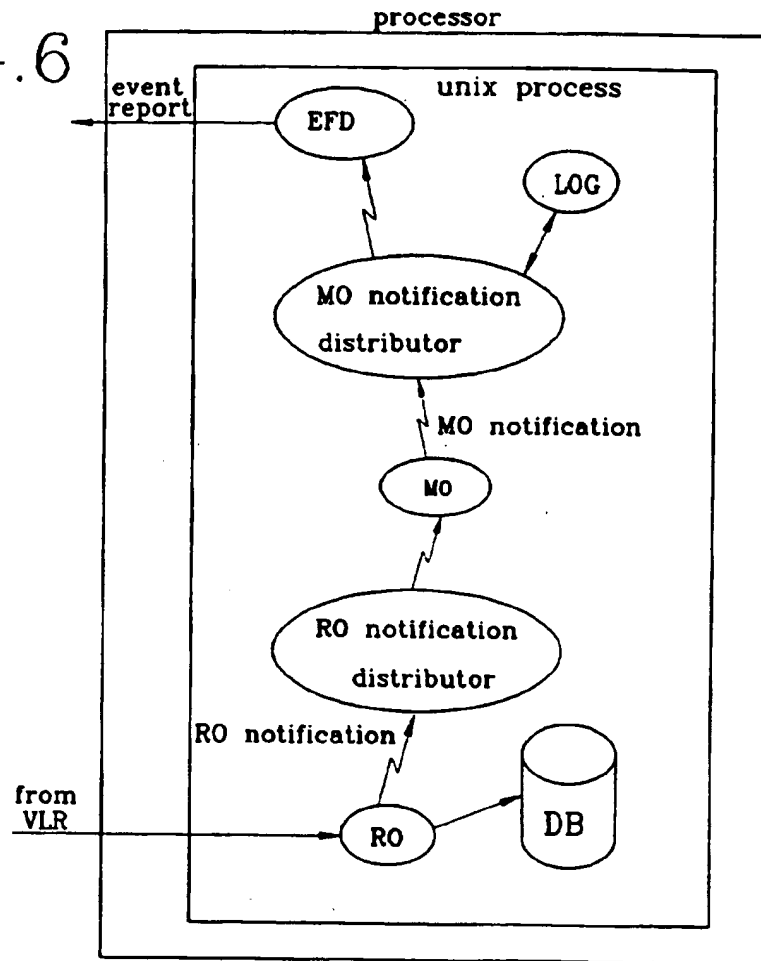 processor
.6
event
report
unix process
EFD
LOG
MO notification
distributor
MO notification
MO
RO notification
distributor
RO notification
from
VLR
RO
DB